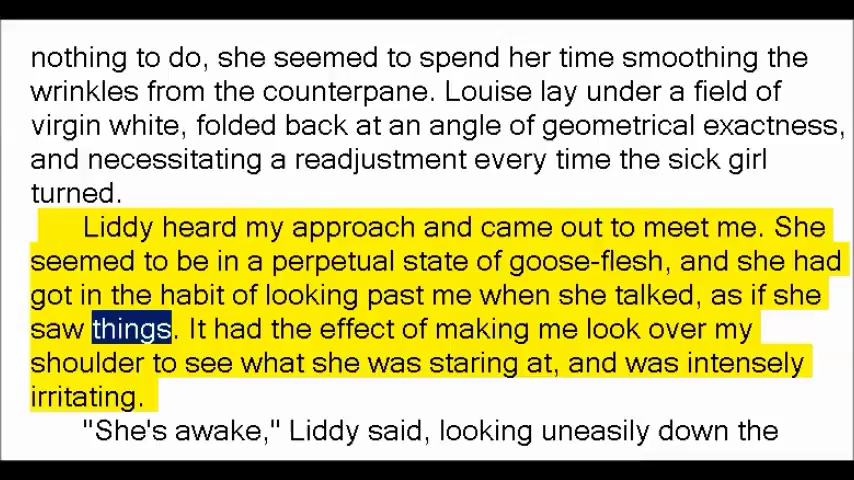 nothing to do, she seemed to spend her time smoothing the
wrinkles from the counterpane. Louise lay under a field of
virgin white, folded back at an angle of geometrical exactness,
and necessitating a readjustment every time the sick girl
turned.
Liddy heard my approach and came out to meet me. She
seemed to be in a perpetual state of goose-flesh, and she had
got in the habit of looking past me when she talked, as if she
saw things. It had the effect of making me look over my
shoulder to see what she was staring at, and was intensely
irritating.
"She's awake," Liddy said, looking uneasily down the